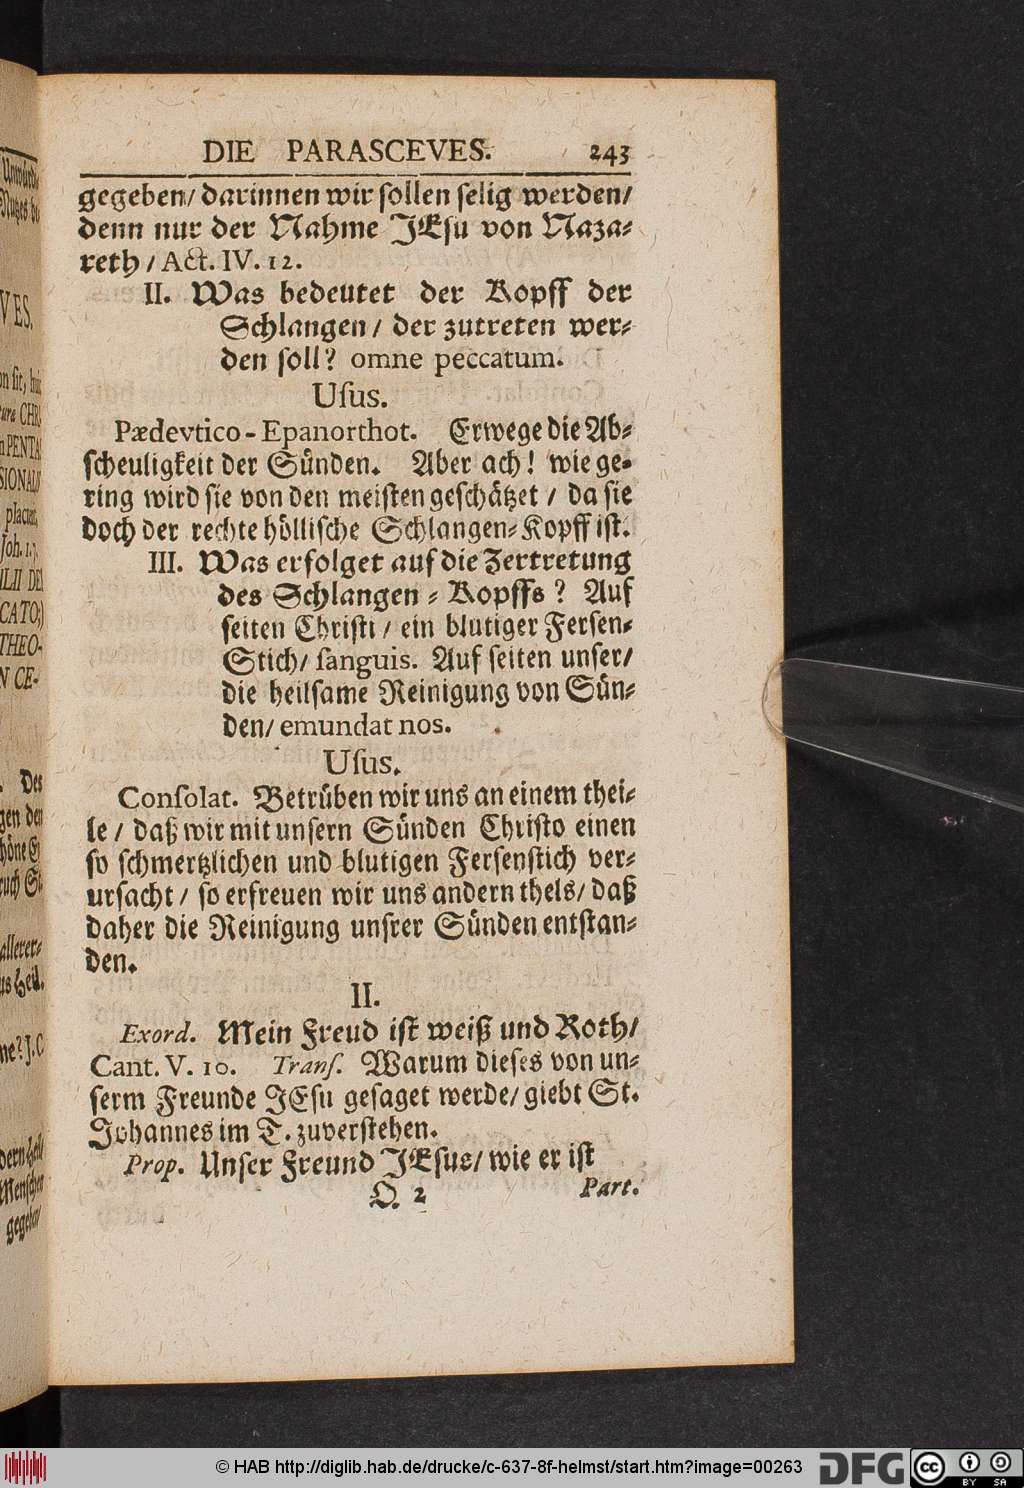 DIE PARASCEVES. 243
gegeben/ darinnen wir sollen selig werden/
denn nur der Nahme JEsu von Naza-
reth / Act. IV. 12.
II. Was bedeutet der Kopff der
Schlangen / der zutreten wer-
den soll? omne peccatum.
Usus.
Pædevtico-Epanorthot. Erwege die Ab-
scheuligkeit der Sünden. Aber ach! wie ge-
ring wird sie von den meisten geschätzet / da sie
doch der rechte höllische Schlangen-Kopff ist.
III. Was erfolget auf die Zertretung
des Schlangen-Kopffs? Auf
seiten Christi / ein blutiger Fersen-
Stich/ sanguis. Auf seiten unser/
die heilsame Reinigung von Sün-
den/ emundat nos.
Usus.
Consolat. Betrüben wir uns an einem thei-
le / daß wir mit unsern Sünden Christo einen
so schmertzlichen und blutigen Fersenstich ver-
ursacht / so erfreuen wir uns andern thels/ daß
daher die Reinigung unsrer Sünden entstan-
den.
II.
Exord. Mein Freud ist weiß und Roth/
Cant. V. 10. Trans. Warum dieses von un-
serm Freunde JEsu gesaget werde/ giebt St.
Johannes im T. zuverstehen.
Prop. Unser Freund JEsus/ wie er ist
Q. 2 Part.
© HAB http://diglib.hab.de/drucke/c-637-8f-helmst/start.htm?image=00263 DFG cc BY SA